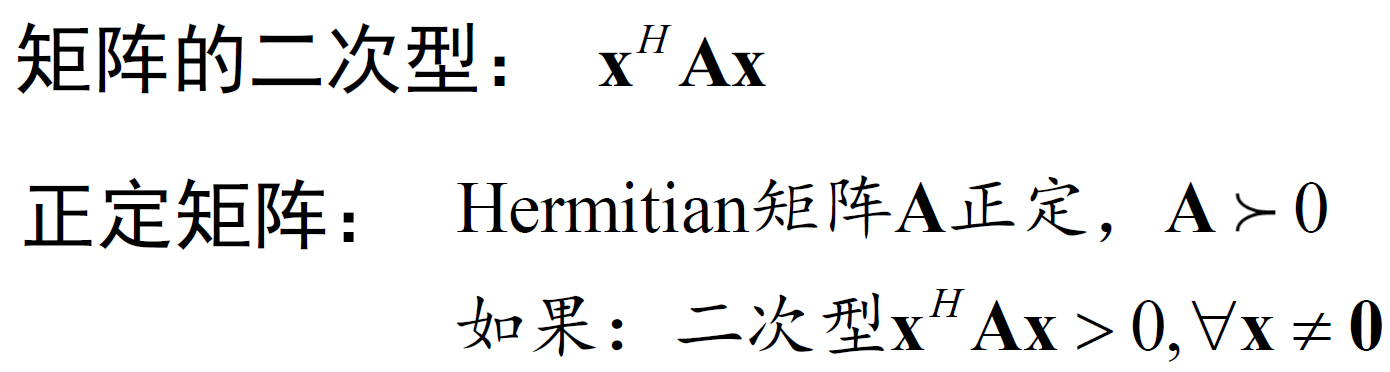 矩阵的二次型： x^H Ax
正定矩阵： Hermitian矩阵A正定，A ≻ 0
如果：二次型x^H Ax > 0, ∀x ≠ 0